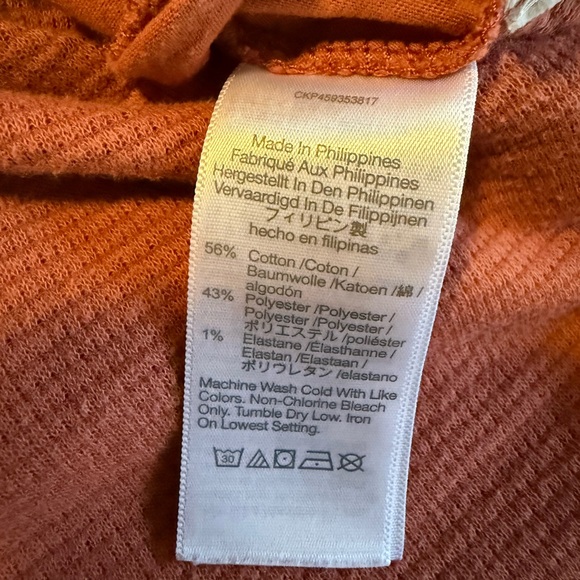 CKP459353817
Made In Philippines
Fabriqué Aux Philippines
Hergestellt In Den Philippinen
Vervaardigd In De Filippijnen
フィリピン製
hecho en filipinas
56% Cotton /Coton /
Baumwolle /Katoen /綿 /
algodón
43% Polyester /Polyester /
Polyester /Polyester /
ポリエステル /poliéster
1% Elastane /Elasthanne /
Elastan /Elastaan /
ポリウレタン /elastano
Machine Wash Cold With Like
Colors. Non-Chlorine Bleach
Only. Tumble Dry Low. Iron
On Lowest Setting.
30